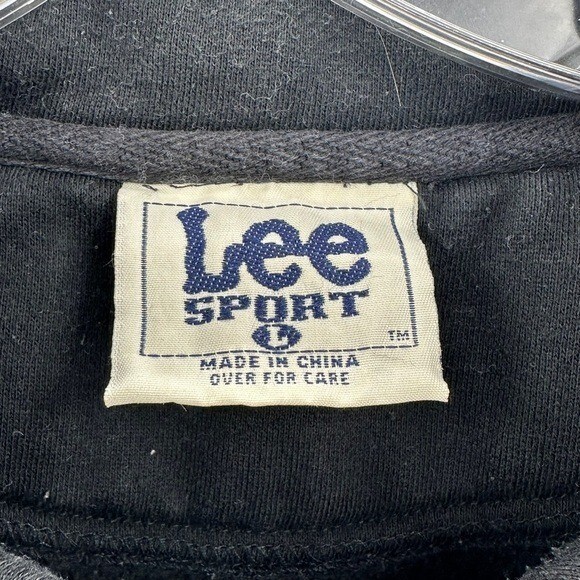 Lee
SPORT
L
TM
MADE IN CHINA
OVER FOR CARE